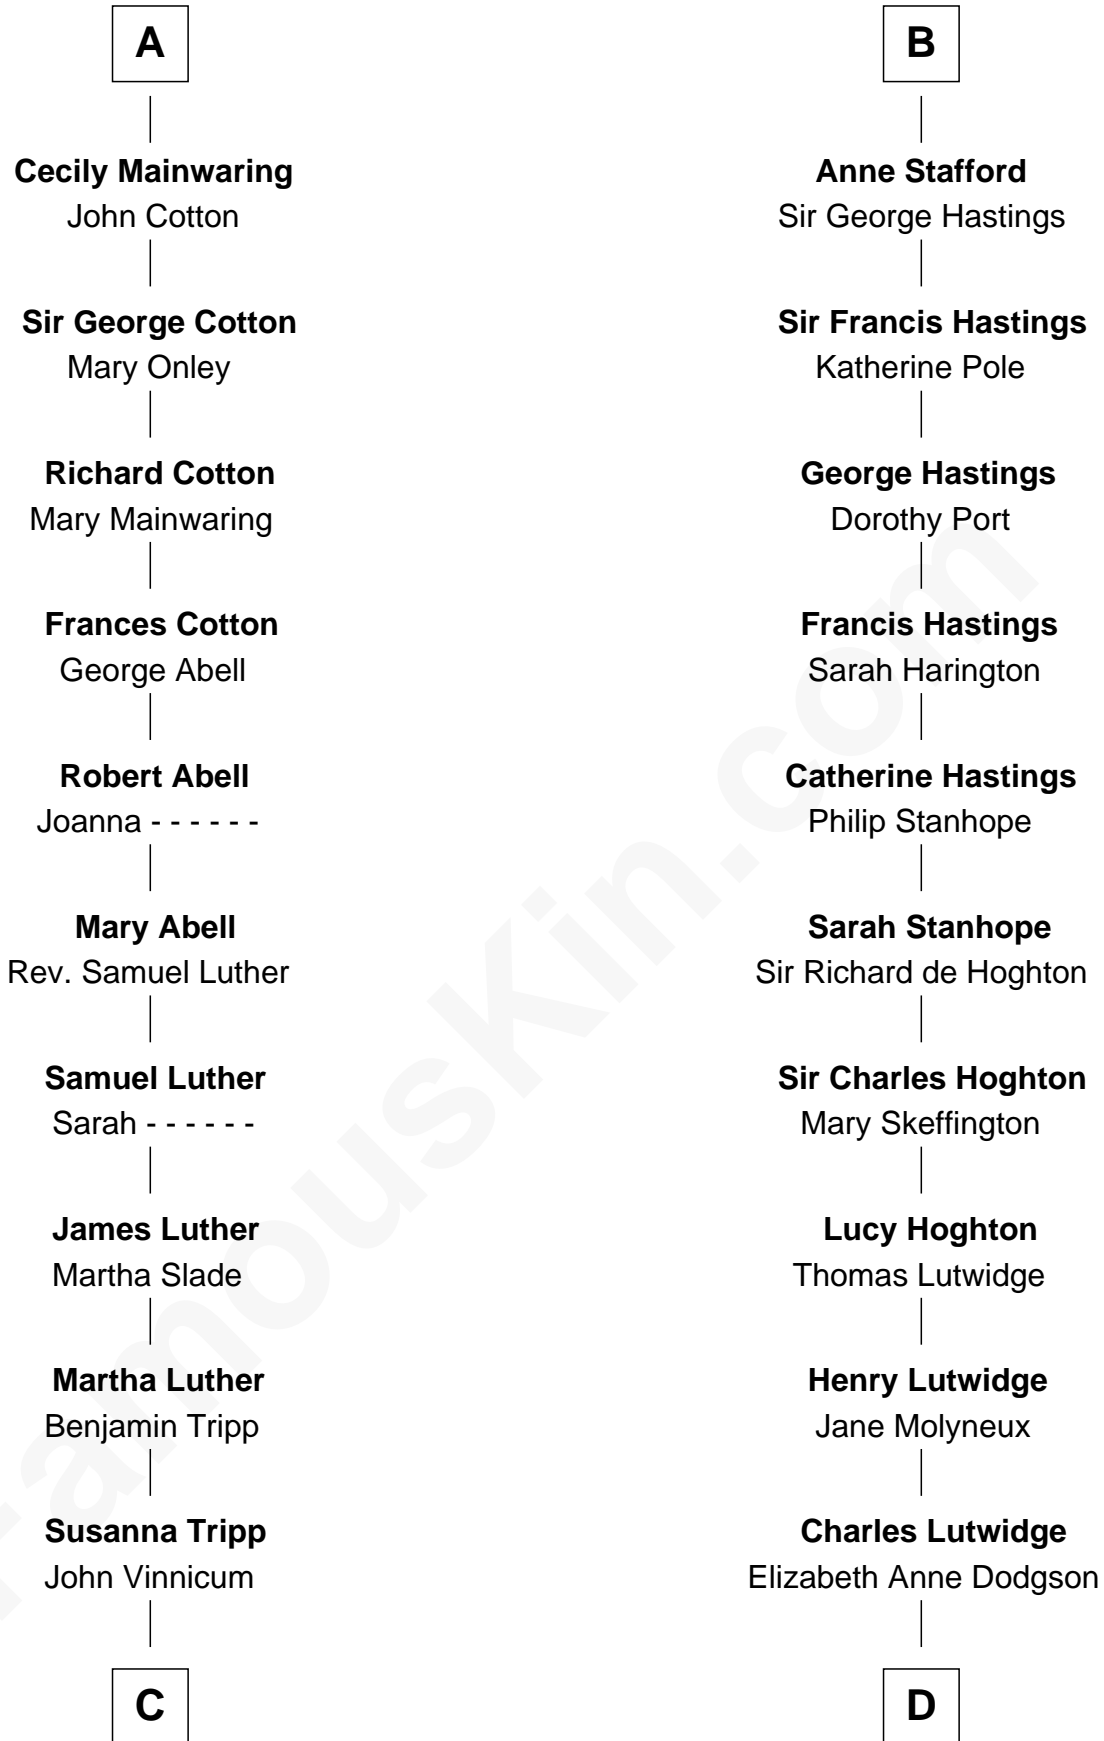 A
Cecily Mainwaring
John Cotton
Sir George Cotton
Mary Onley
Richard Cotton
Mary Mainwaring
Frances Cotton
George Abell
Robert Abell
Joanna - - - - - -
Mary Abell
Rev. Samuel Luther
Samuel Luther
Sarah - - - - - -
James Luther
Martha Slade
Martha Luther
Benjamin Tripp
Susanna Tripp
John Vinnicum
C
B
Anne Stafford
Sir George Hastings
Sir Francis Hastings
Katherine Pole
George Hastings
Dorothy Port
Francis Hastings
Sarah Harington
Catherine Hastings
Philip Stanhope
Sarah Stanhope
Sir Richard de Hoghton
Sir Charles Hoghton
Mary Skeffington
Lucy Hoghton
Thomas Lutwidge
Henry Lutwidge
Jane Molyneux
Charles Lutwidge
Elizabeth Anne Dodgson
D
FamousKin.com